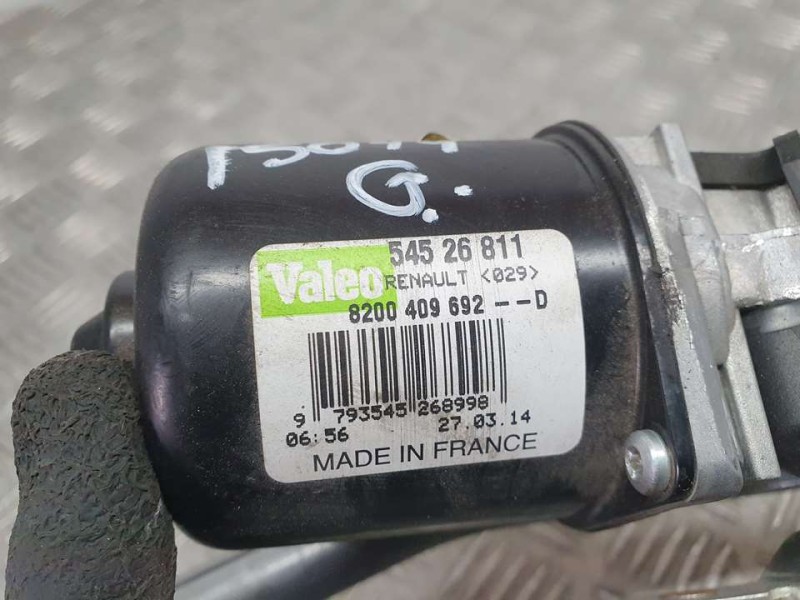 G.
Valeo
545 26 811
RENAULT <029>
8200 409 692 -- D
9 793545 268998
06:56 27.03.14
MADE IN FRANCE